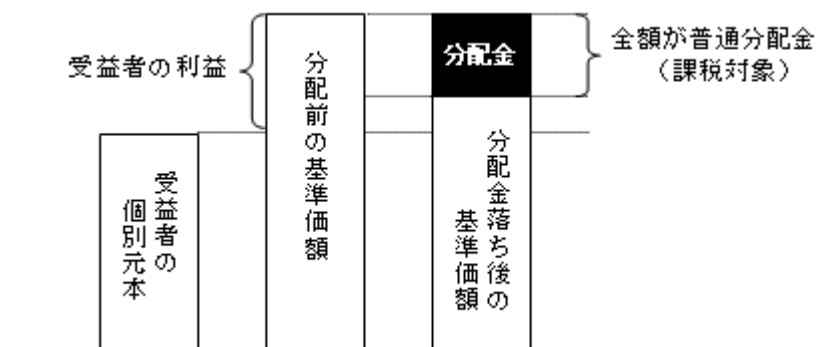 受益者の利益
分配前の基準価額
分配金
全額が普通分配金
（課税対象）
受益者の
個別元本
分配金落ち後の
基準価額